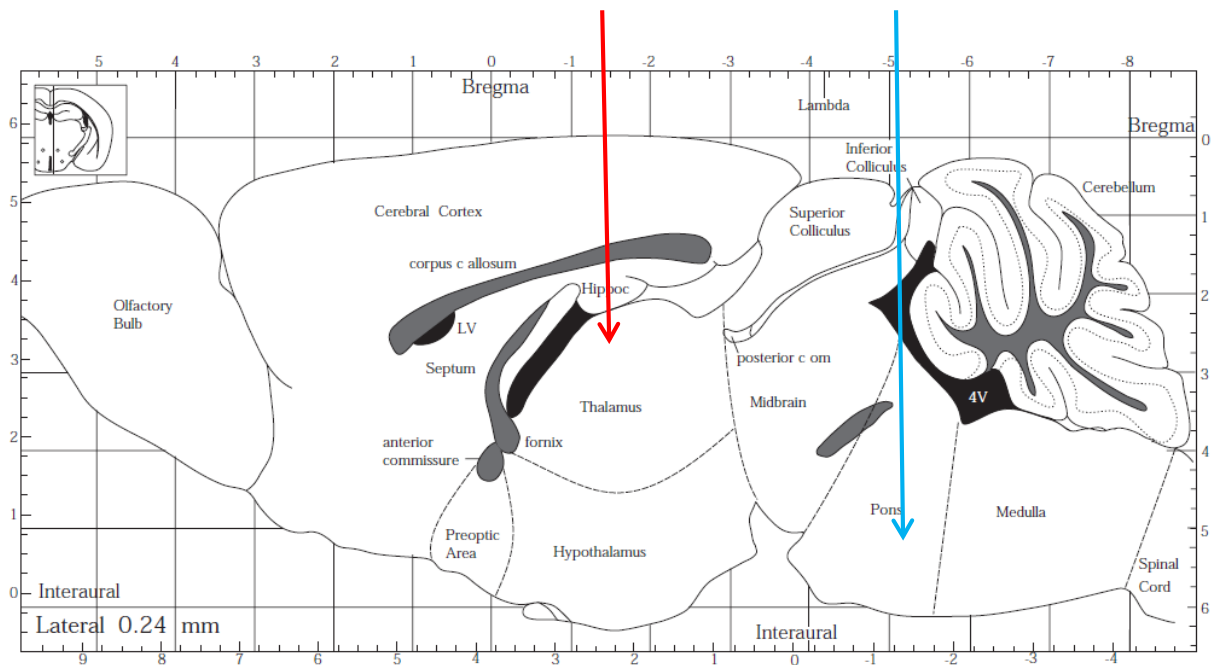 5 4 3 2 1 0 -1 -2 -3 -4 -5 -6 -7 -8
Bregma
Lambda
Bregma
6
0
Inferior
Colliculus
Cerebellum
5
Cerebral Cortex
Superior
Colliculus
1
corpus c allosum
4
Hippoc
2
Olfactory
Bulb
LV
3
posterior c om
Septum
3
Thalamus
Midbrain
4V
2
anterior
commissure
fornix
4
1
Pons
Medulla
5
Preoptic
Area
Hypothalamus
Spinal
Cord
0
Interaural
6
Lateral 0.24 mm
Interaural
9 8 7 6 5 4 3 2 1 0 -1 -2 -3 -4